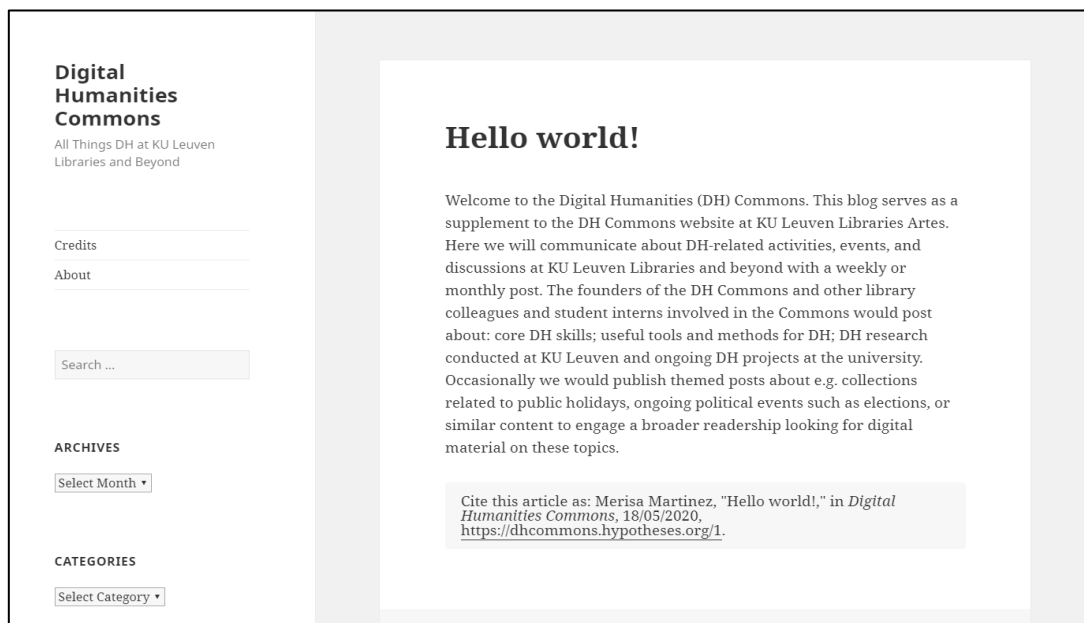 Digital
Humanities
Commons
All Things DH at KU Leuven
Libraries and Beyond
Credits
About
Search ...
ARCHIVES
Select Month
CATEGORIES
Select Category
Hello world!
Welcome to the Digital Humanities (DH) Commons. This blog serves as a
supplement to the DH Commons website at KU Leuven Libraries Artes.
Here we will communicate about DH-related activities, events, and
discussions at KU Leuven Libraries and beyond with a weekly or
monthly post. The founders of the DH Commons and other library
colleagues and student interns involved in the Commons would post
about: core DH skills; useful tools and methods for DH; DH research
conducted at KU Leuven and ongoing DH projects at the university.
Occasionally we would publish themed posts about e.g. collections
related to public holidays, ongoing political events such as elections, or
similar content to engage a broader readership looking for digital
material on these topics.
Cite this article as: Merisa Martinez, "Hello world!," in Digital
Humanities Commons, 18/05/2020,
https://dhcommons.hypotheses.org/1.